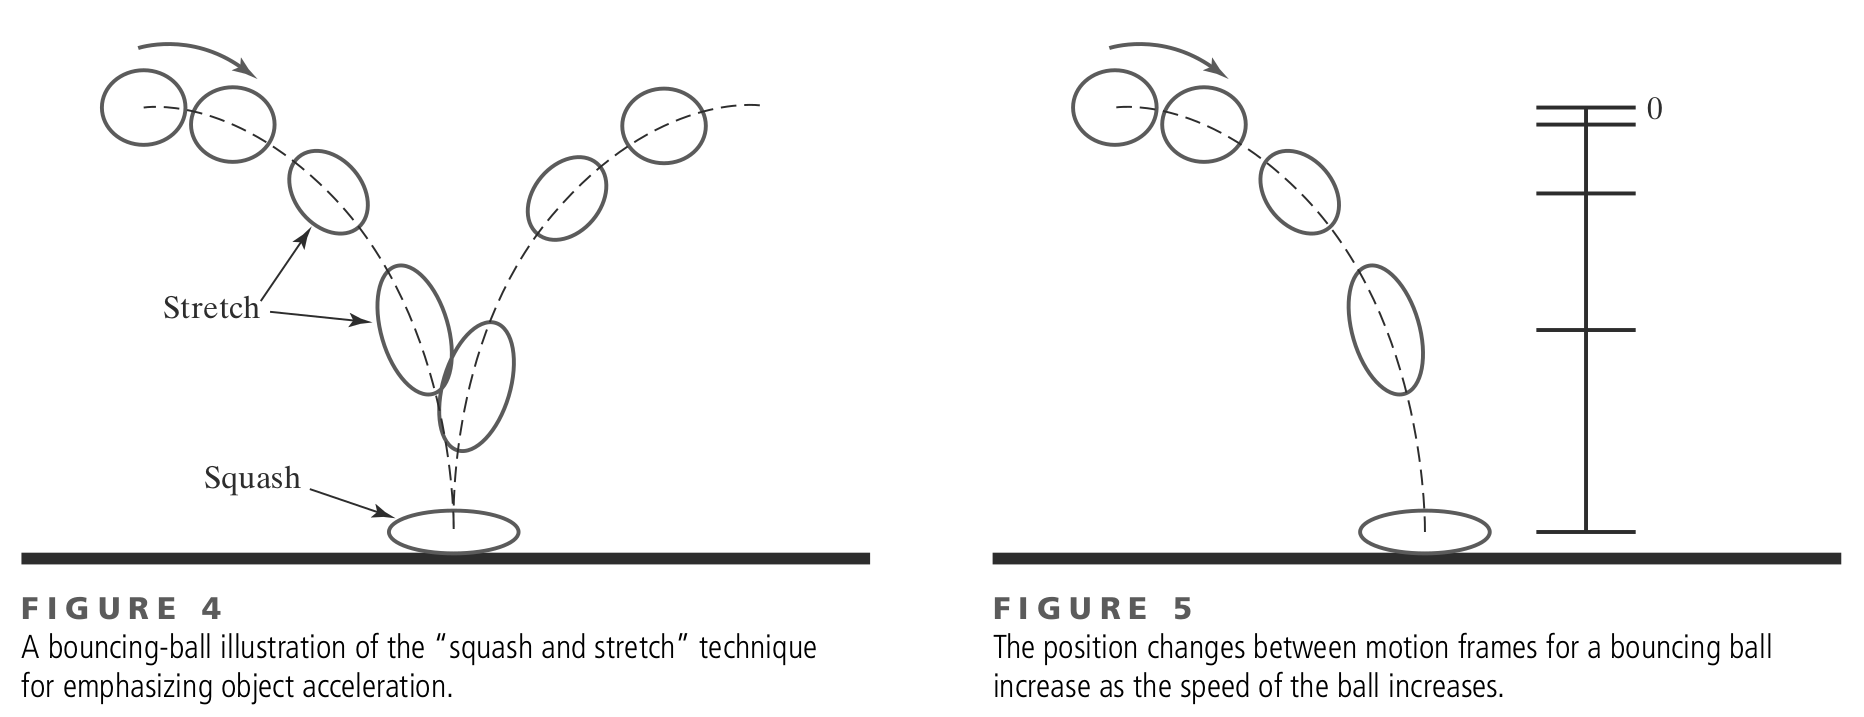 Stretch
Squash
FIGURE 4
A bouncing-ball illustration of the “squash and stretch” technique
for emphasizing object acceleration.
0
FIGURE 5
The position changes between motion frames for a bouncing ball
increase as the speed of the ball increases.